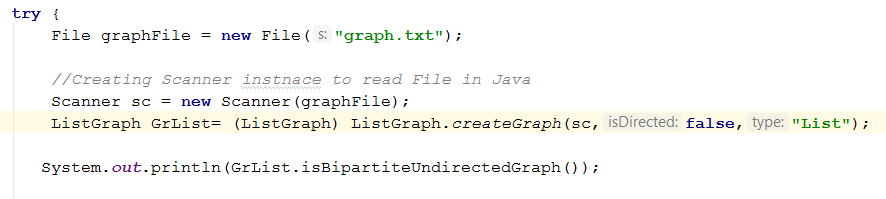 try {
File graphFile = new File( s: "graph.txt");
//Creating Scanner instnace to read File in Java
Scanner sc = new Scanner(graphFile);
ListGraph GrList= (ListGraph) ListGraph.createGraph(sc, isDirected: false, type: "List");
System.out.println(GrList.isBipartiteUndirectedGraph());